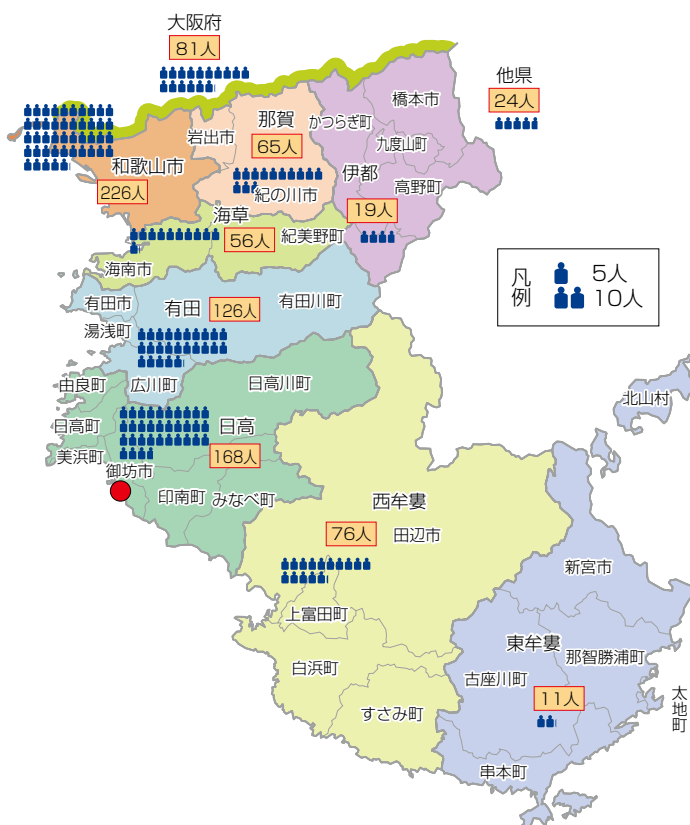 大阪府
81人
他県
24人
橋本市
那賀
かつらぎ町
岩出市
65人
九度山町
和歌山市
伊都
高野町
226人
紀の川市
19人
海草
56人
紀美野町
海南市
凡例
5人
10人
有田市
有田
126人
有田川町
湯浅町
広川町
由良町
日高川町
北山村
日高町
日高
美浜町
168人
御坊市
印南町
みなべ町
西牟婁
76人
田辺市
新宮市
上富田町
東牟婁
那智勝浦町
白浜町
古座川町
太地町
11人
すさみ町
串本町